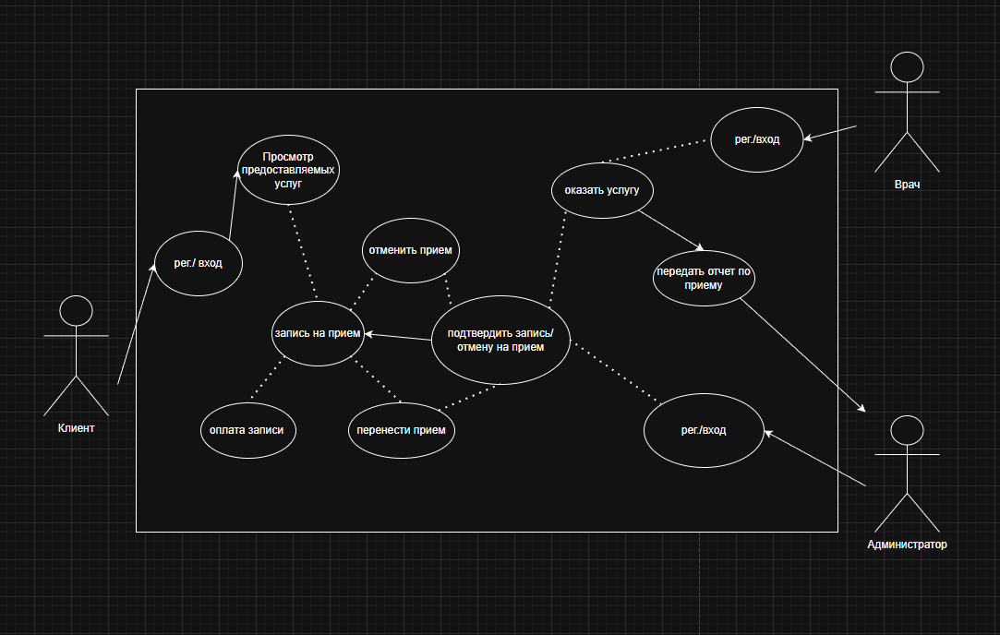 Просмотр
предоставляемых
услуг
рег./вход
оказать услугу
Врач
отменить прием
рег./ вход
передать отчет по
приему
запись на прием
подтвердить запись/
отмену на прием
Клиент
оплата записи
перенести прием
рег./вход
Администратор